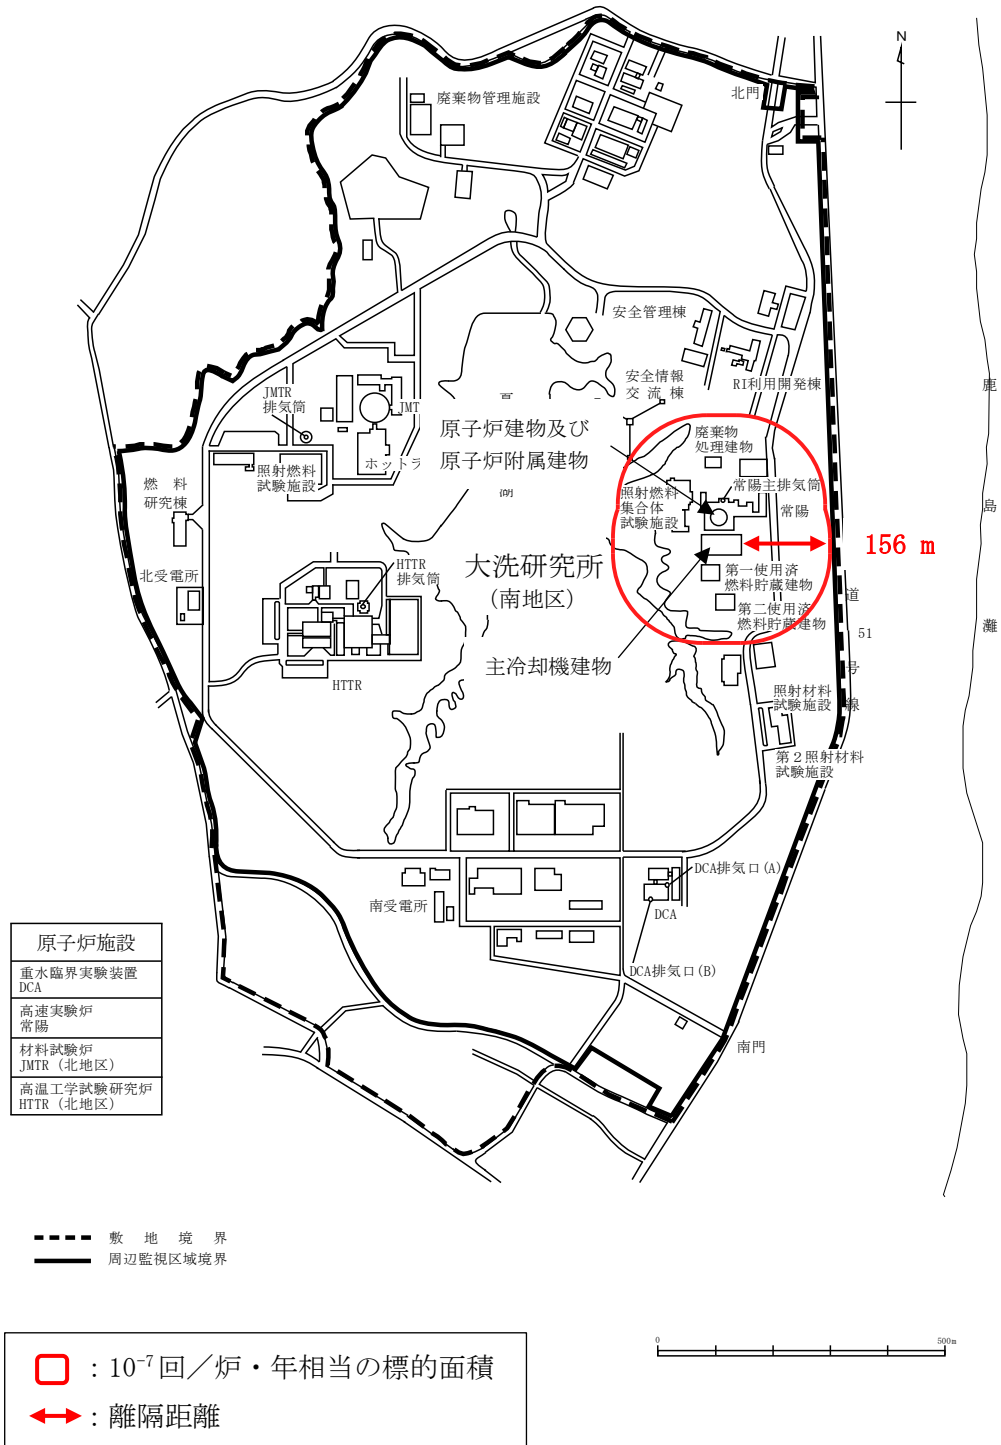 N
北門
廃棄物管理施設
安全管理棟
安全情報
交流棟
RI利用開発棟
鹿
島
灘
夏
湖
JMTR
排気筒
JMT
原子炉建物及び
原子炉附属建物
廃棄物
処理建物
ホットラ
照射燃料
試験施設
燃料
研究棟
照射燃料
集合体
試験施設
常陽主排気筒
常陽
156 m
HTTR
排気筒
大洗研究所
(南地区)
北受電所
第一使用済
燃料貯蔵建物
第二使用済
燃料貯蔵建物
道
51
号
線
主冷却機建物
HTTR
照射材料
試験施設
第2照射材料
試験施設
DCA排気口(A)
南受電所
DCA
DCA排気口(B)
南門
原子炉施設
重水臨界実験装置
DCA
高速実験炉
常陽
材料試験炉
JMTR (北地区)
高温工学試験研究炉
HTTR (北地区)
敷地境界
周辺監視区域境界
0 500m
:10⁻⁷回/炉・年相当の標的面積
:離隔距離